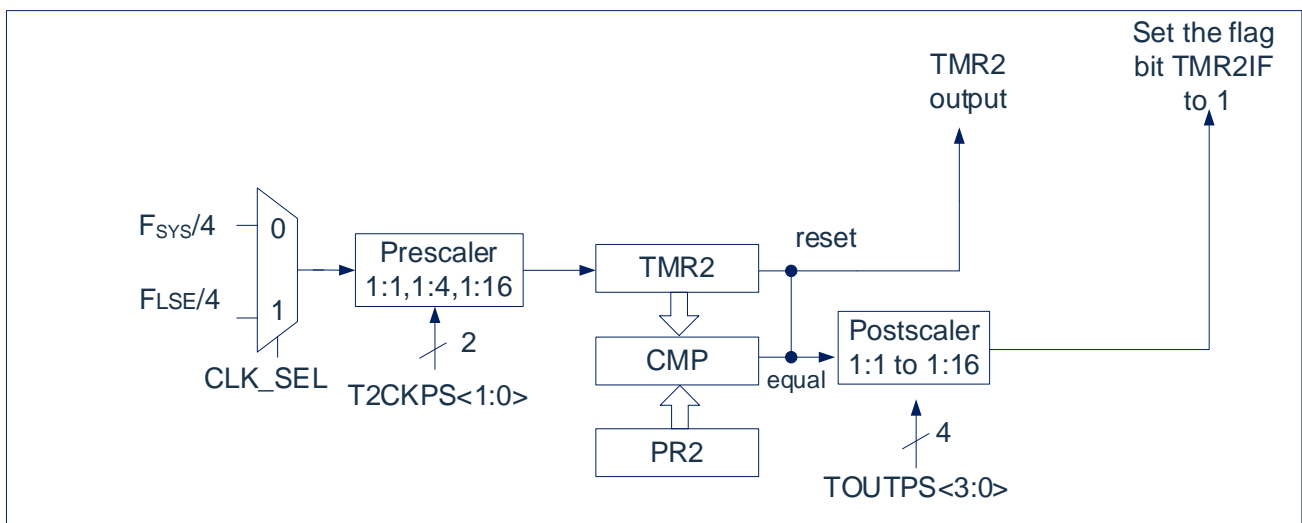 Set the flag
bit TMR2IF
to 1
TMR2
output
FSYS/4
0
FLSE/4
1
CLK_SEL
Prescaler
1:1,1:4,1:16
2
T2CKPS<1:0>
TMR2
reset
CMP
equal
PR2
Postscaler
1:1 to 1:16
4
TOUTPS<3:0>